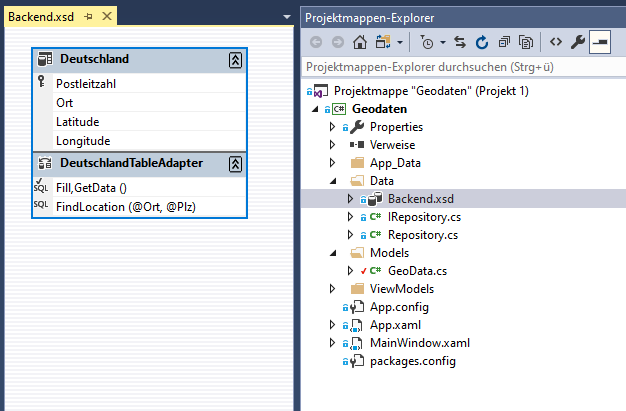 Backend.xsd
Deutschland
Postleitzahl
Ort
Latitude
Longitude
DeutschlandTableAdapter
SQL Fill,GetData ()
SQL FindLocation (@Ort, @Plz)
Projektmappen-Explorer
Projektmappen-Explorer durchsuchen (Strg+ü)
Projektmappe "Geodaten" (Projekt 1)
C# Geodaten
Properties
Verweise
App_Data
Data
Backend.xsd
C# IRepository.cs
C# Repository.cs
Models
C# GeoData.cs
ViewModels
App.config
App.xaml
MainWindow.xaml
packages.config